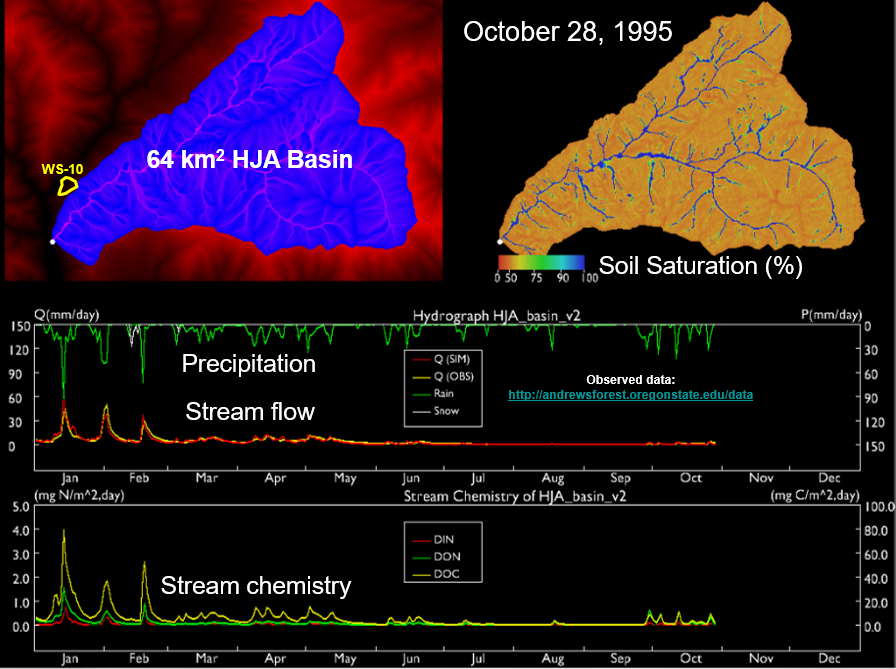 October 28, 1995
64 km² HJA Basin
WS-10
0 50 75 90 100
Soil Saturation (%)
Q(mm/day)
Hydrograph HJA_basin_v2
P(mm/day)
150
120
90
60
30
0
0
30
60
90
120
150
Precipitation
Stream flow
Q (SIM)
Q (OBS)
Rain
Snow
Observed data:
http://andrewsforest.oregonstate.edu/data
Jan Feb Mar Apr May Jun Jul Aug Sep Oct Nov Dec
(mg N/m^2,day)
Stream Chemistry of HJA_basin_v2
(mg C/m^2,day)
5.0
4.0
3.0
2.0
1.0
0.0
100.0
80.0
60.0
40.0
20.0
0.0
DIN
DON
DOC
Stream chemistry
Jan Feb Mar Apr May Jun Jul Aug Sep Oct Nov Dec